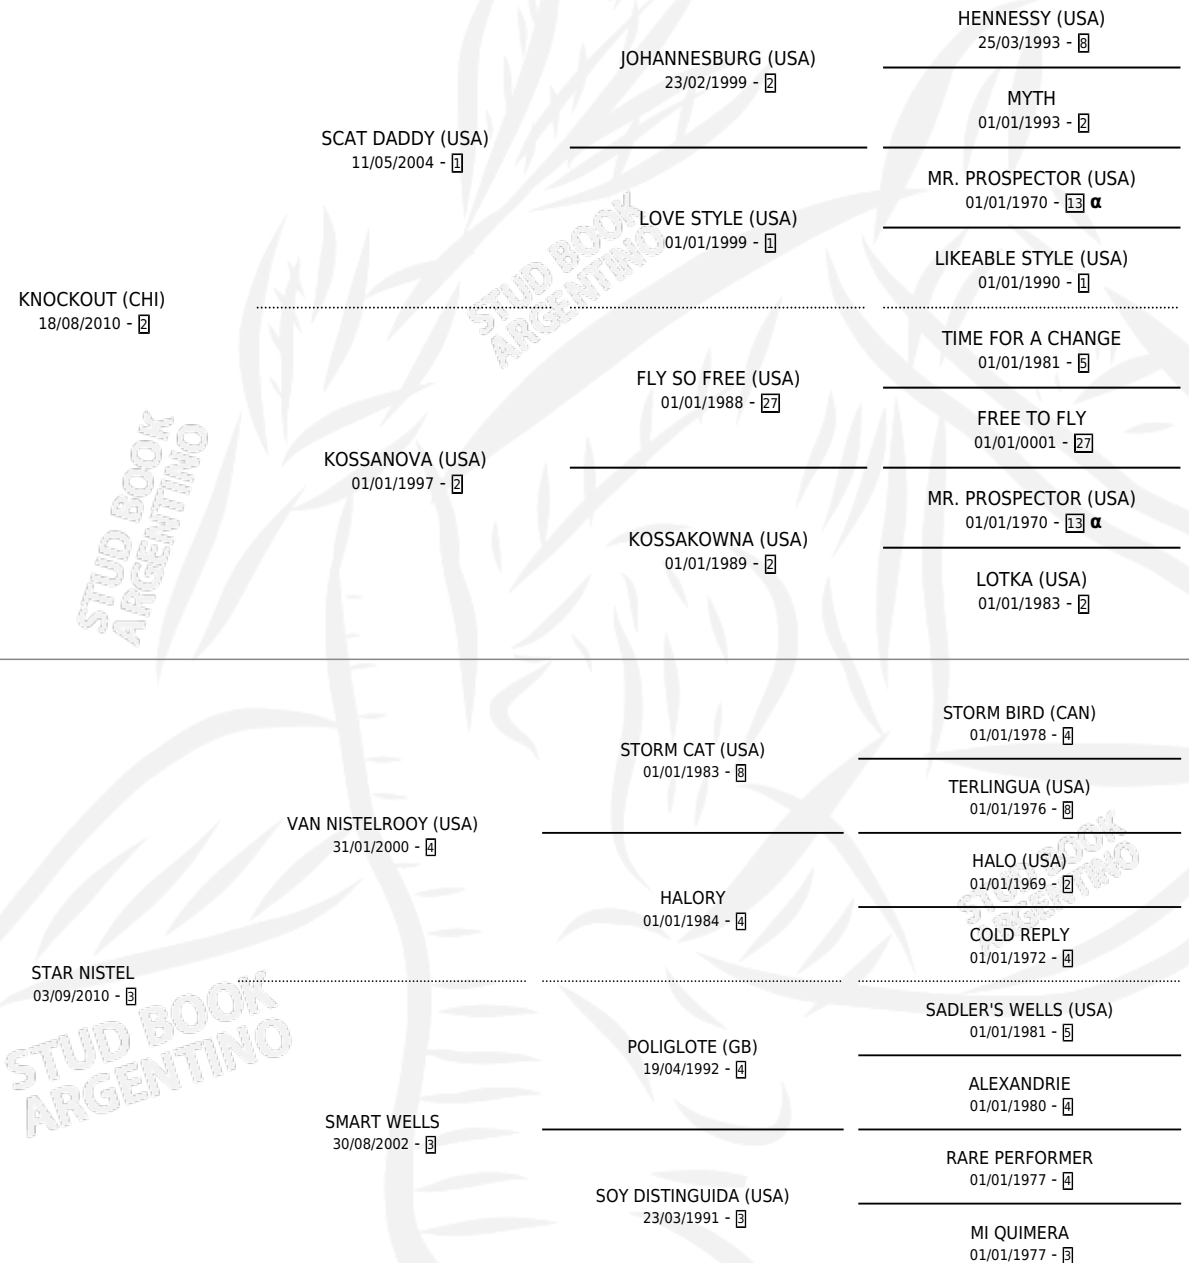 HENNESSY (USA)
25/03/1993 - 8
JOHANNESBURG (USA)
23/02/1999 - 2
MYTH
01/01/1993 - 2
SCAT DADDY (USA)
11/05/2004 - 1
MR. PROSPECTOR (USA)
01/01/1970 - 13 α
LOVE STYLE (USA)
01/01/1999 - 1
LIKEABLE STYLE (USA)
01/01/1990 - 1
KNOCKOUT (CHI)
18/08/2010 - 2
TIME FOR A CHANGE
01/01/1981 - 5
FLY SO FREE (USA)
01/01/1988 - 27
FREE TO FLY
01/01/0001 - 27
KOSSANOVA (USA)
01/01/1997 - 2
MR. PROSPECTOR (USA)
01/01/1970 - 13 α
KOSSAKOWNA (USA)
01/01/1989 - 2
LOTKA (USA)
01/01/1983 - 2
STORM BIRD (CAN)
01/01/1978 - 4
STORM CAT (USA)
01/01/1983 - 8
TERLINGUA (USA)
01/01/1976 - 8
VAN NISTELROOY (USA)
31/01/2000 - 4
HALO (USA)
01/01/1969 - 2
HALORY
01/01/1984 - 4
COLD REPLY
01/01/1972 - 4
STAR NISTEL
03/09/2010 - 3
SADLER'S WELLS (USA)
01/01/1981 - 5
POLIGLOTE (GB)
19/04/1992 - 4
ALEXANDRIE
01/01/1980 - 4
SMART WELLS
30/08/2002 - 3
RARE PERFORMER
01/01/1977 - 4
SOY DISTINGUIDA (USA)
23/03/1991 - 3
MI QUIMERA
01/01/1977 - 3
STUD BOOK
ARGENTINO
STUD BOOK
ARGENTINO
STUD BOOK
ARGENTINO
STUD BOOK
ARGENTINO